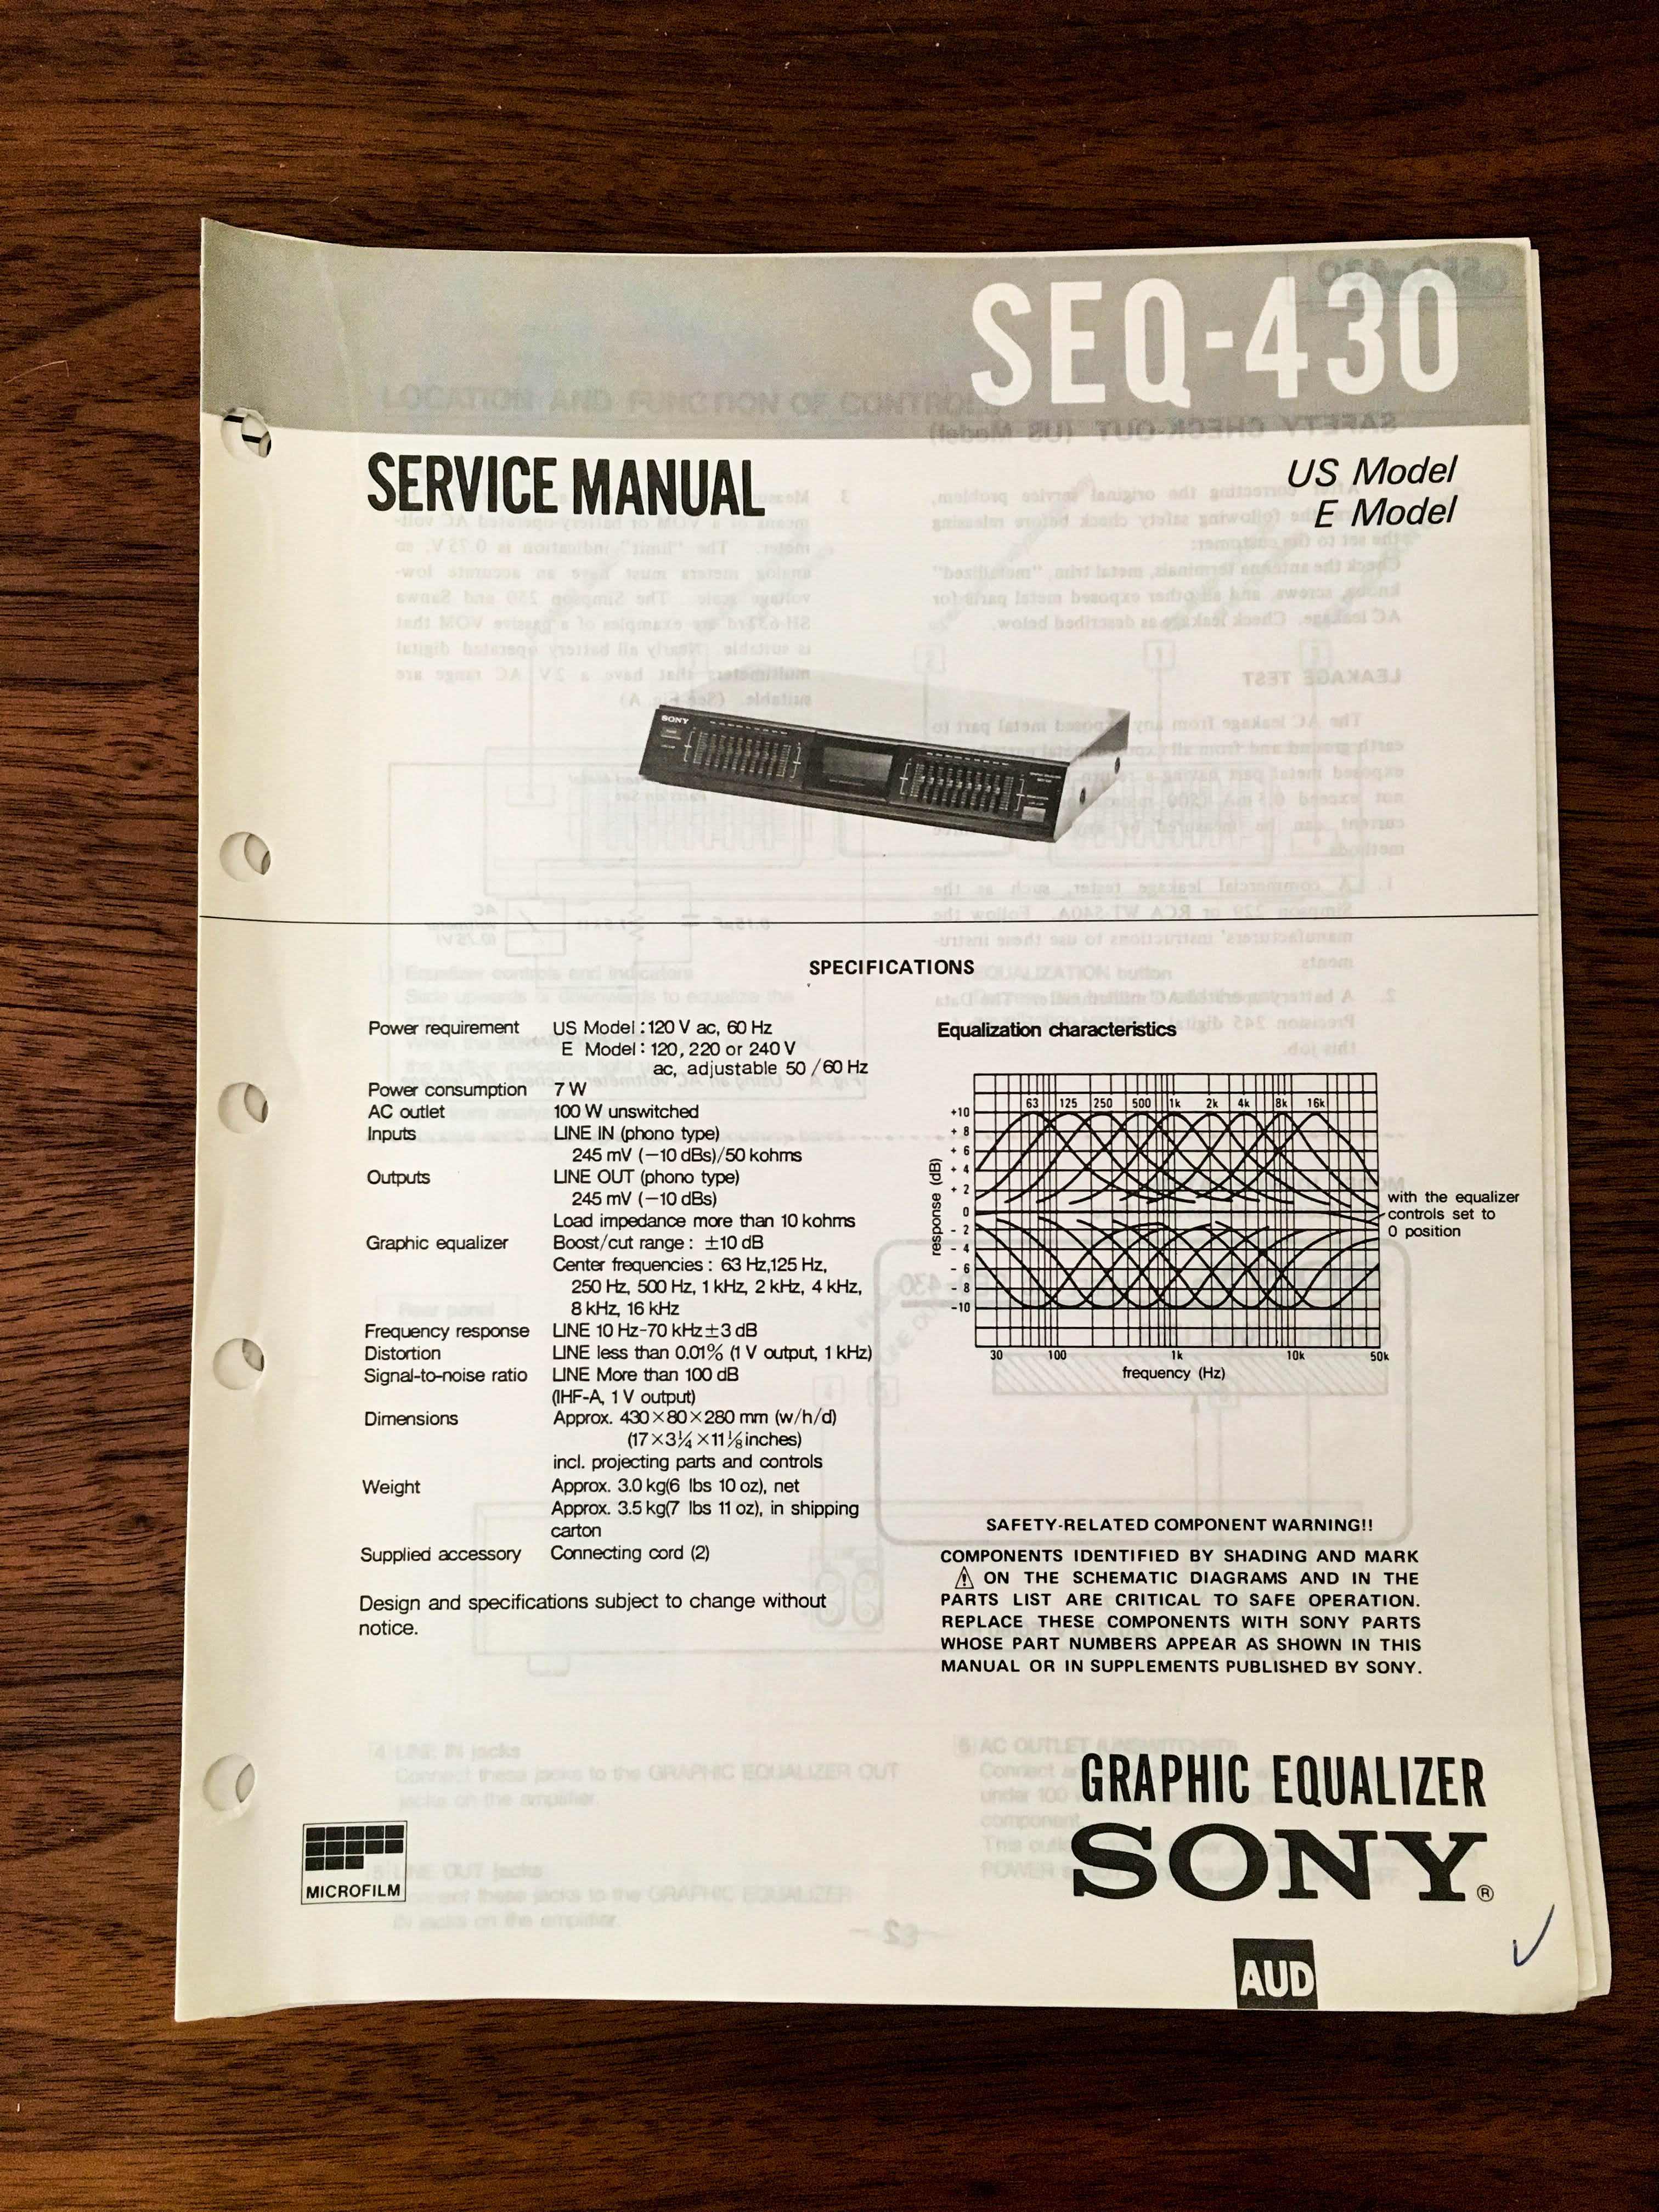 SEQ-430
SERVICE MANUAL
US Model
E Model
SONY
SPECIFICATIONS
Power requirement US Model : 120 V ac, 60 Hz
E Model : 120, 220 or 240 V
ac, adjustable 50/60 Hz
Power consumption 7 W
AC outlet 100 W unswitched
Inputs LINE IN (phono type)
245 mV (−10 dBs)/50 kohms
Outputs LINE OUT (phono type)
245 mV (−10 dBs)
Load impedance more than 10 kohms
Graphic equalizer Boost/cut range : ±10 dB
Center frequencies : 63 Hz, 125 Hz,
250 Hz, 500 Hz, 1 kHz, 2 kHz, 4 kHz,
8 kHz, 16 kHz
Frequency response LINE 10 Hz-70 kHz±3 dB
Distortion LINE less than 0.01% (1 V output, 1 kHz)
Signal-to-noise ratio LINE More than 100 dB
(IHF-A, 1 V output)
Dimensions Approx. 430×80×280 mm (w/h/d)
(17×3¼×11⅛ inches)
incl. projecting parts and controls
Weight Approx. 3.0 kg(6 lbs 10 oz), net
Approx. 3.5 kg(7 lbs 11 oz), in shipping
carton
Supplied accessory Connecting cord (2)
Design and specifications subject to change without
notice.
Equalization characteristics
63 125 250 500 1k 2k 4k 8k 16k
+10
+ 8
+ 6
+ 4
+ 2
0
- 2
- 4
- 6
- 8
-10
response (dB)
30 100 1k 10k 50k
frequency (Hz)
with the equalizer
controls set to
0 position
SAFETY-RELATED COMPONENT WARNING!!
COMPONENTS IDENTIFIED BY SHADING AND MARK
⚠ ON THE SCHEMATIC DIAGRAMS AND IN THE
PARTS LIST ARE CRITICAL TO SAFE OPERATION.
REPLACE THESE COMPONENTS WITH SONY PARTS
WHOSE PART NUMBERS APPEAR AS SHOWN IN THIS
MANUAL OR IN SUPPLEMENTS PUBLISHED BY SONY.
MICROFILM
GRAPHIC EQUALIZER
SONY®
AUD